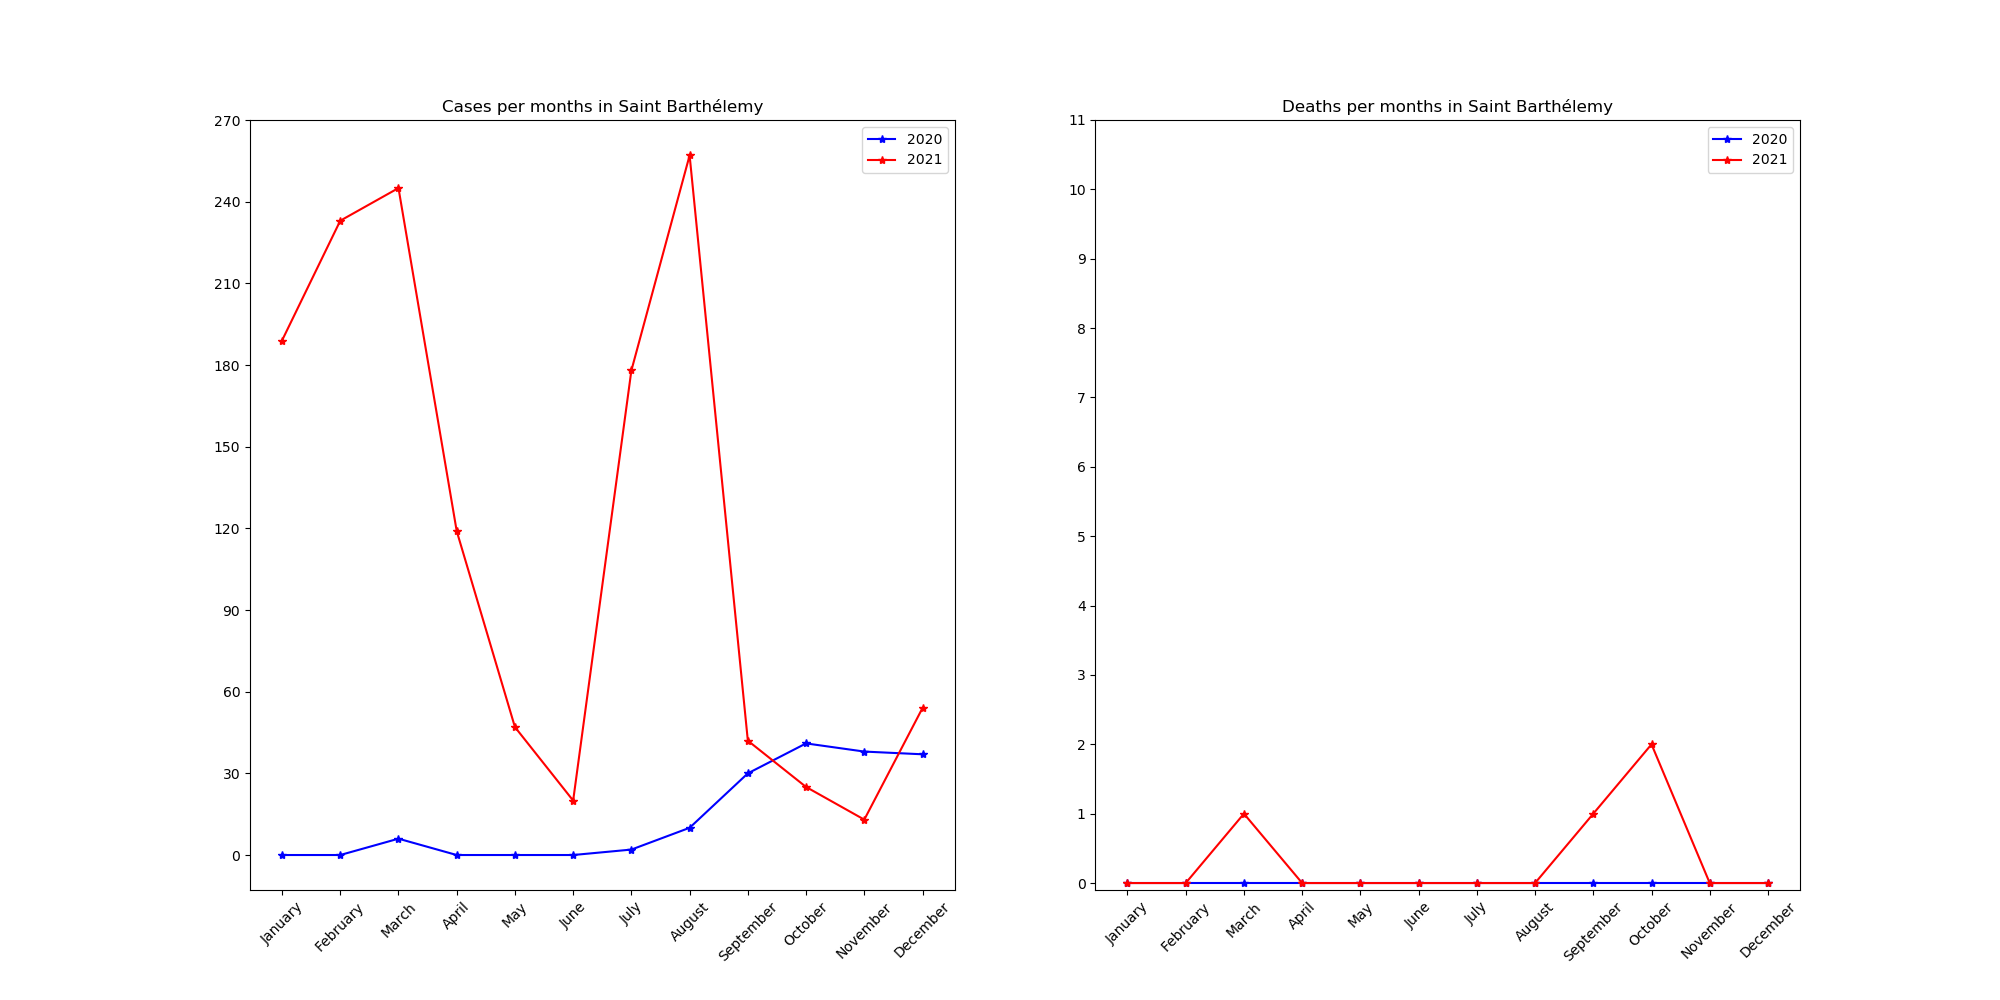 Cases per months in Saint Barthélemy
270
240
210
180
150
120
90
60
30
0
2020
2021
January
February
March
April
May
June
July
August
September
October
November
December
Deaths per months in Saint Barthélemy
11
10
9
8
7
6
5
4
3
2
1
0
2020
2021
January
February
March
April
May
June
July
August
September
October
November
December